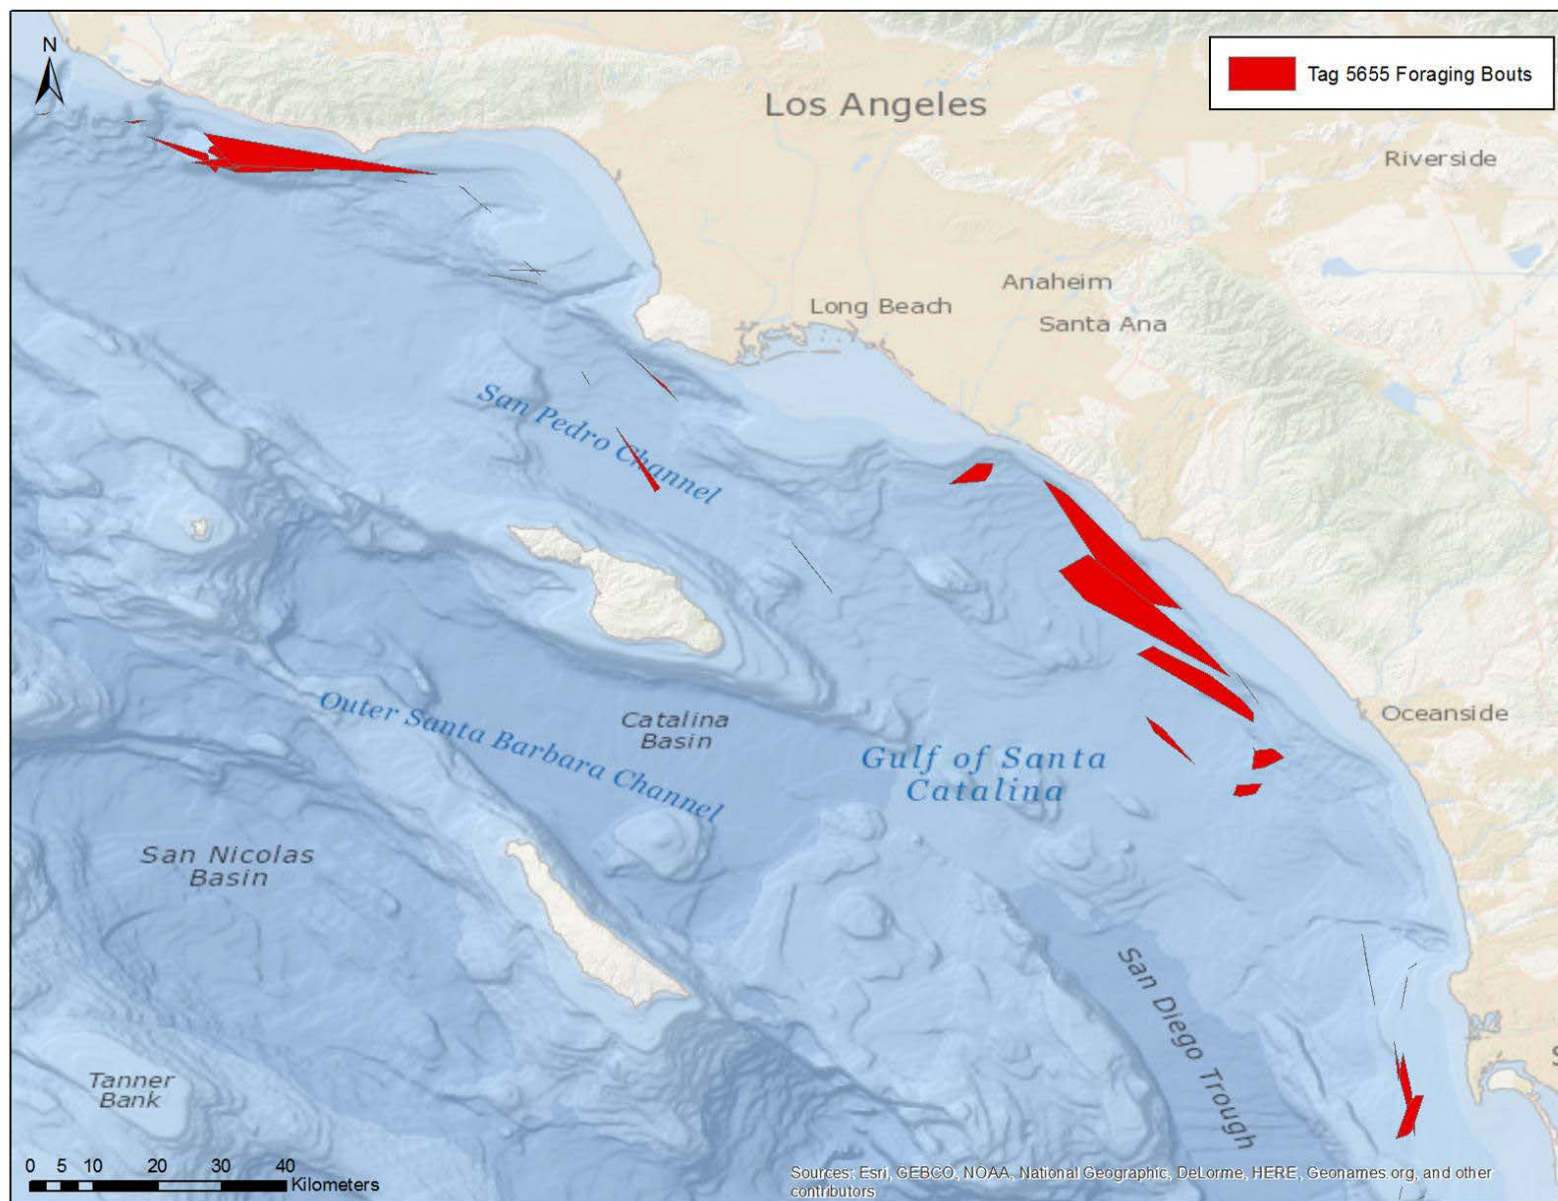 N
Tag 5655 Foraging Bouts
Los Angeles
Riverside
Anaheim
Long Beach
Santa Ana
San Pedro Channel
Oceanside
Outer Santa Barbara Channel
Catalina
Basin
Gulf of Santa
Catalina
San Nicolas
Basin
San Diego Trough
S
Tanner
Bank
0 5 10 20 30 40
Kilometers
Sources: Esri, GEBCO, NOAA, National Geographic, DeLorme, HERE, Geonames.org, and other
contributors